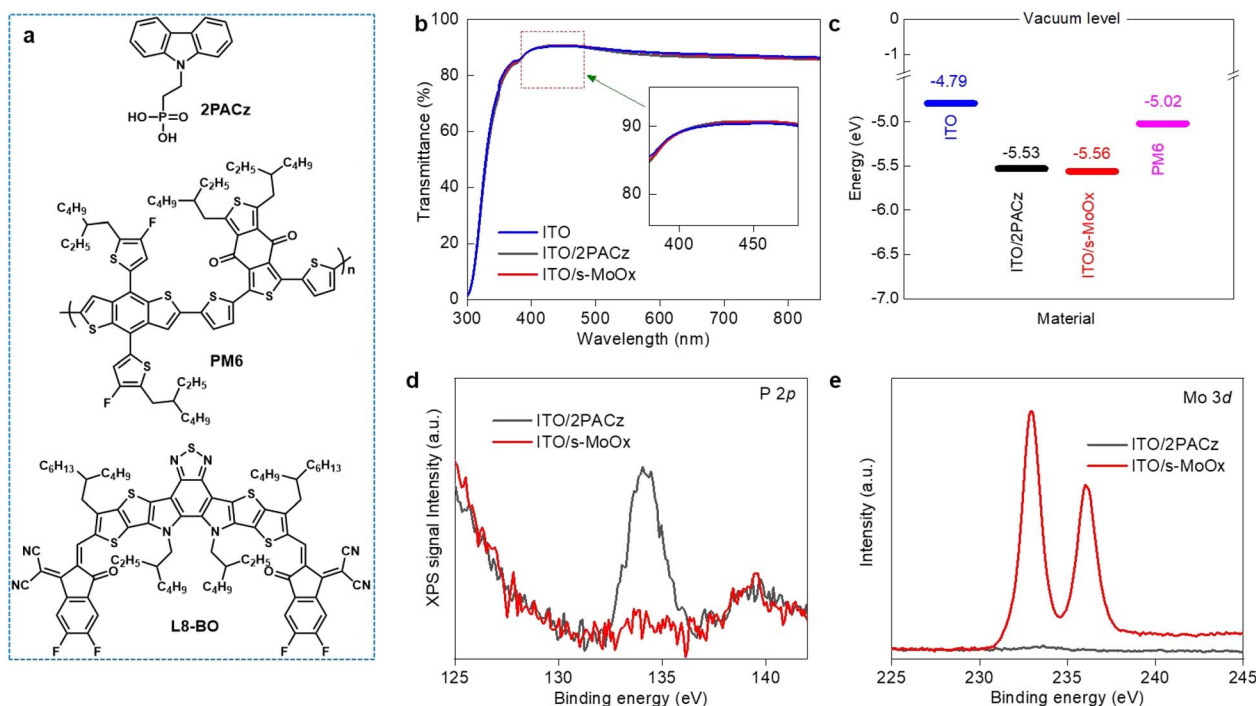 a
N
HO-P=O
OH
2PACz
C2H5
C4H9
C2H5
C4H9
C4H9
C2H5
F
S
S
O
O
S
S
S
S
S
S
n
PM6
S
F
C2H5
C4H9
C6H13
C4H9
N
S
N
C4H9
C6H13
S
S
S
S
N
N
NC
CN
O
C2H5
C4H9
C2H5
C4H9
O
CN
CN
L8-BO
F
F
F
F
b
100
80
60
40
20
0
Transmittance (%)
300
400
500
600
700
800
Wavelength (nm)
90
80
400
450
ITO
ITO/2PACz
ITO/s-MoOx
c
Vacuum level
0
-1
-5.0
-5.5
-6.0
-6.5
-7.0
Energy (eV)
-4.79
ITO
-5.53
ITO/2PACz
-5.56
ITO/s-MoOx
-5.02
PM6
Material
d
P 2p
ITO/2PACz
ITO/s-MoOx
XPS signal Intensity (a.u.)
125
130
135
140
Binding energy (eV)
e
Mo 3d
ITO/2PACz
ITO/s-MoOx
Intensity (a.u.)
225
230
235
240
245
Binding energy (eV)